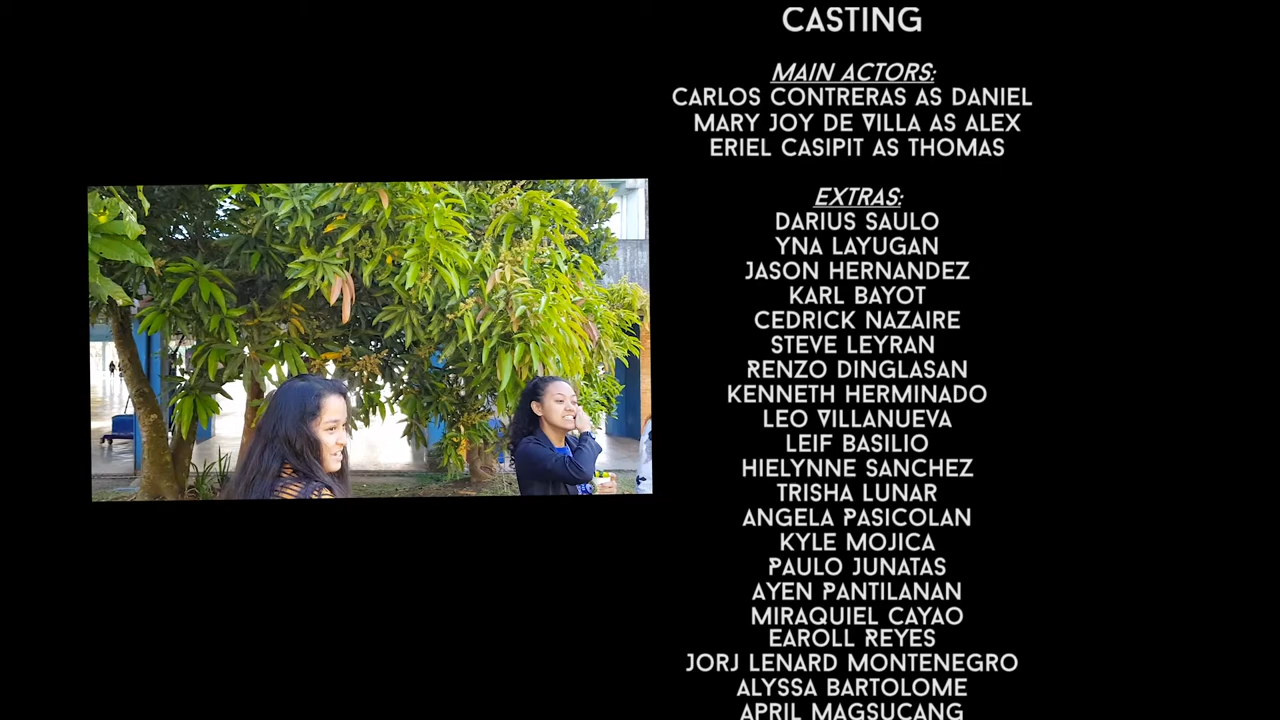 CASTING
MAIN ACTORS:
CARLOS CONTRERAS AS DANIEL
MARY JOY DE VILLA AS ALEX
ERIEL CASIPIT AS THOMAS
EXTRAS:
DARIUS SAULO
YNA LAYUGAN
JASON HERNANDEZ
KARL BAYOT
CEDRICK NAZAIRE
STEVE LEYRAN
RENZO DINGLASAN
KENNETH HERMINADO
LEO VILLANUEVA
LEIF BASILIO
HIELYNNE SANCHEZ
TRISHA LUNAR
ANGELA PASICOLAN
KYLE MOJICA
PAULO JUNATAS
AYEN PANTILANAN
MIRAQUIEL CAYAO
EAROLL REYES
JORJ LENARD MONTENEGRO
ALYSSA BARTOLOME
APRIL MAGSUCANG